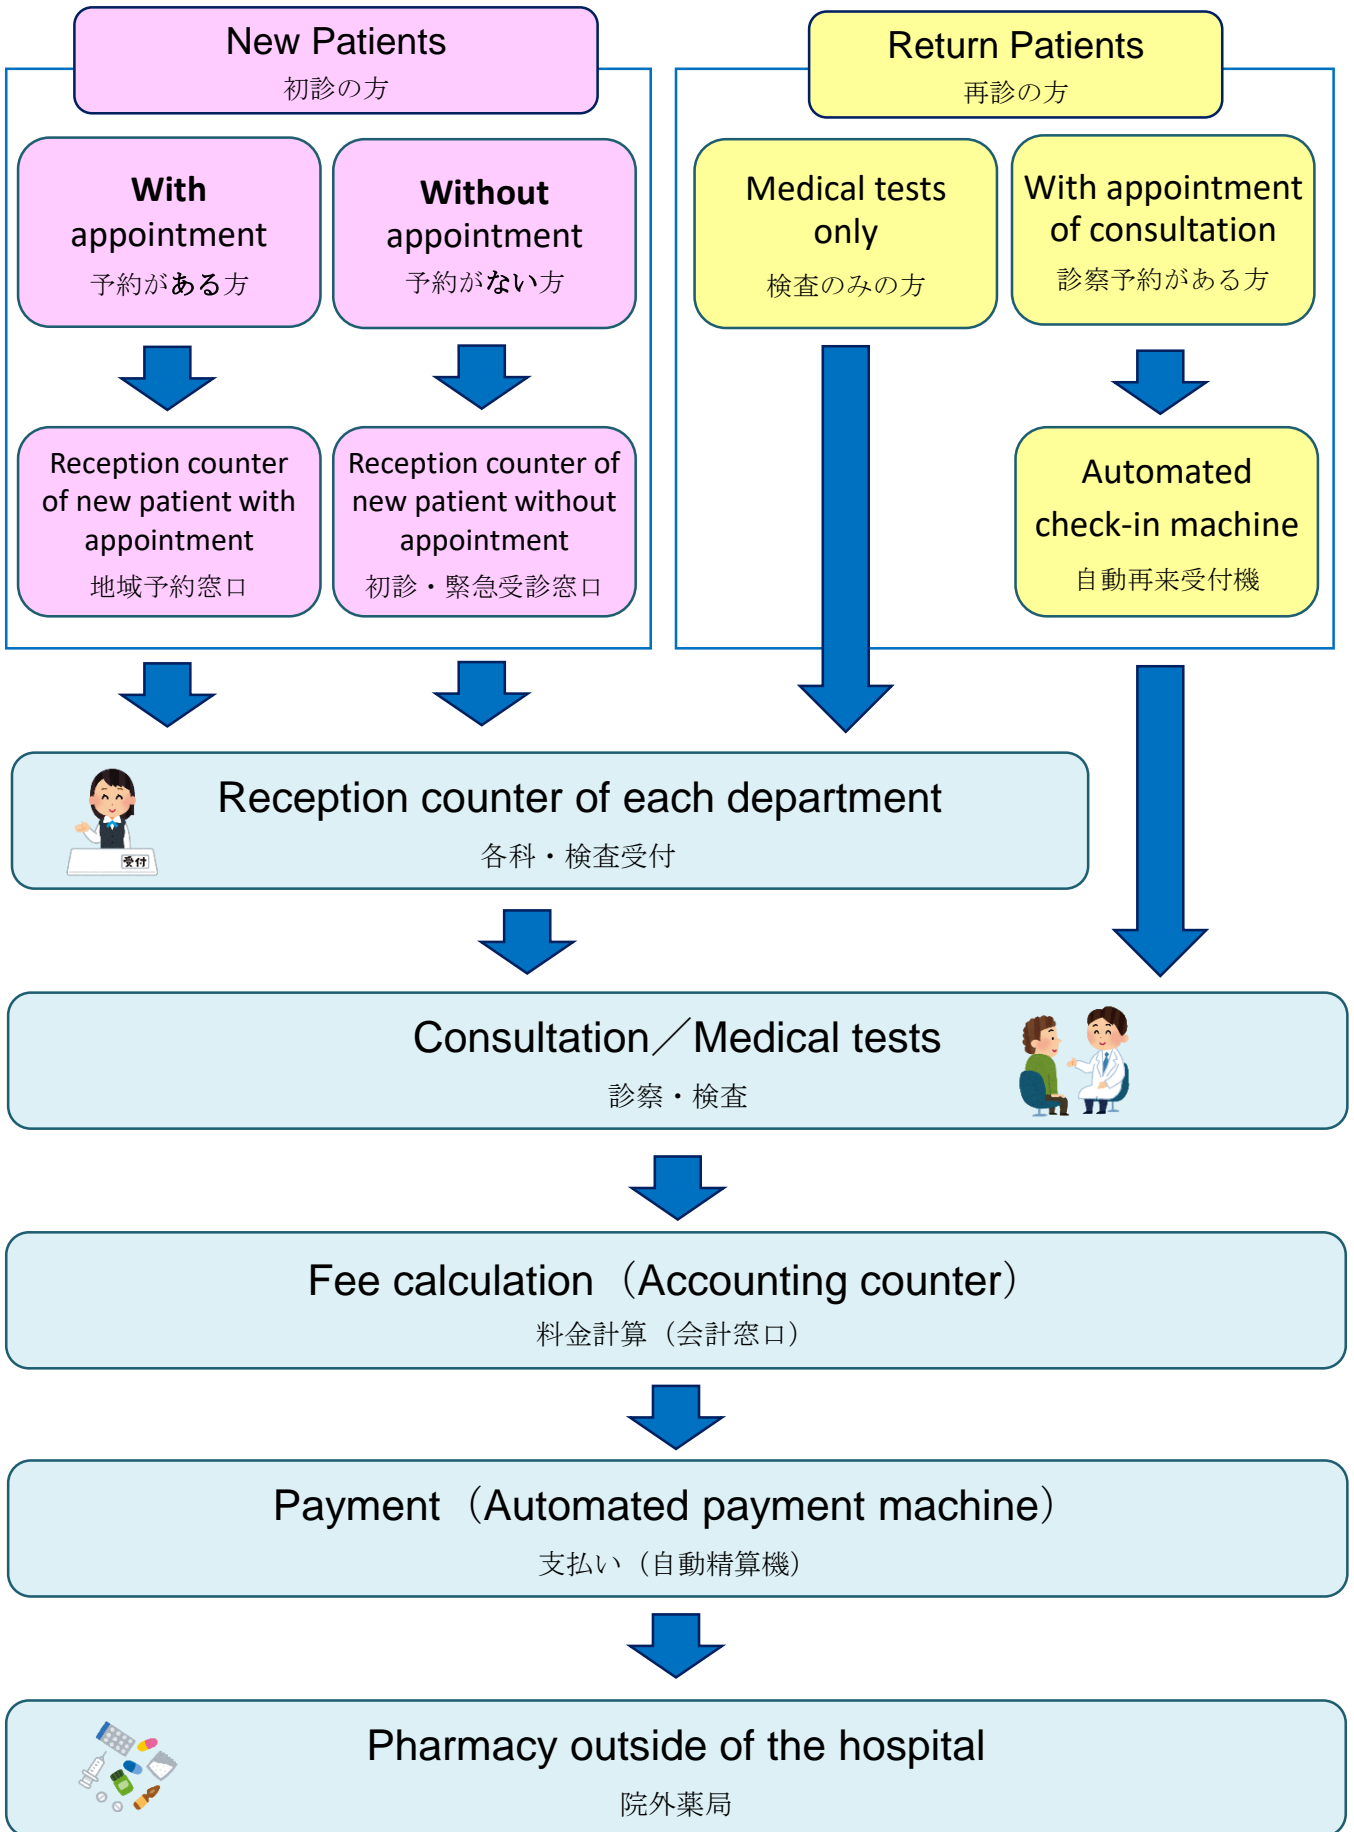 New Patients
初診の方
Return Patients
再診の方
With
appointment
予約がある方
Without
appointment
予約がない方
Medical tests
only
検査のみの方
With appointment
of consultation
診察予約がある方
Reception counter
of new patient with
appointment
地域予約窓口
Reception counter of
new patient without
appointment
初診・緊急受診窓口
Automated
check-in machine
自動再来受付機
Reception counter of each department
各科・検査受付
受付
Consultation／Medical tests
診察・検査
Fee calculation（Accounting counter）
料金計算（会計窓口）
Payment（Automated payment machine）
支払い（自動精算機）
Pharmacy outside of the hospital
院外薬局